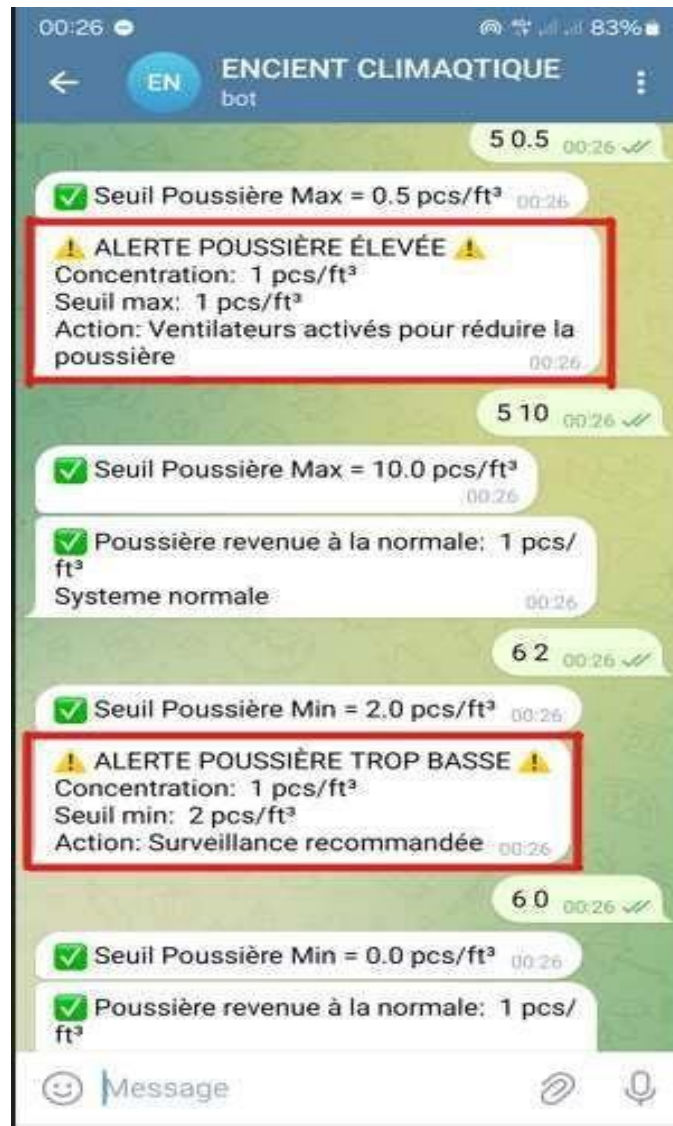 00:26 83%
EN ENCIENT CLIMAQTIQUE
bot
5 0.5 00:26
✅ Seuil Poussière Max = 0.5 pcs/ft³ 00:26
⚠️ ALERTE POUSSIÈRE ÉLEVÉE ⚠️
Concentration: 1 pcs/ft³
Seuil max: 1 pcs/ft³
Action: Ventilateurs activés pour réduire la
poussière 00:26
5 10 00:26
✅ Seuil Poussière Max = 10.0 pcs/ft³
00:26
✅ Poussière revenue à la normale: 1 pcs/
ft³
Systeme normale 00:26
6 2 00:26
✅ Seuil Poussière Min = 2.0 pcs/ft³ 00:26
⚠️ ALERTE POUSSIÈRE TROP BASSE ⚠️
Concentration: 1 pcs/ft³
Seuil min: 2 pcs/ft³
Action: Surveillance recommandée 00:26
6 0 00:26
✅ Seuil Poussière Min = 0.0 pcs/ft³ 00:26
✅ Poussière revenue à la normale: 1 pcs/
ft³
Message